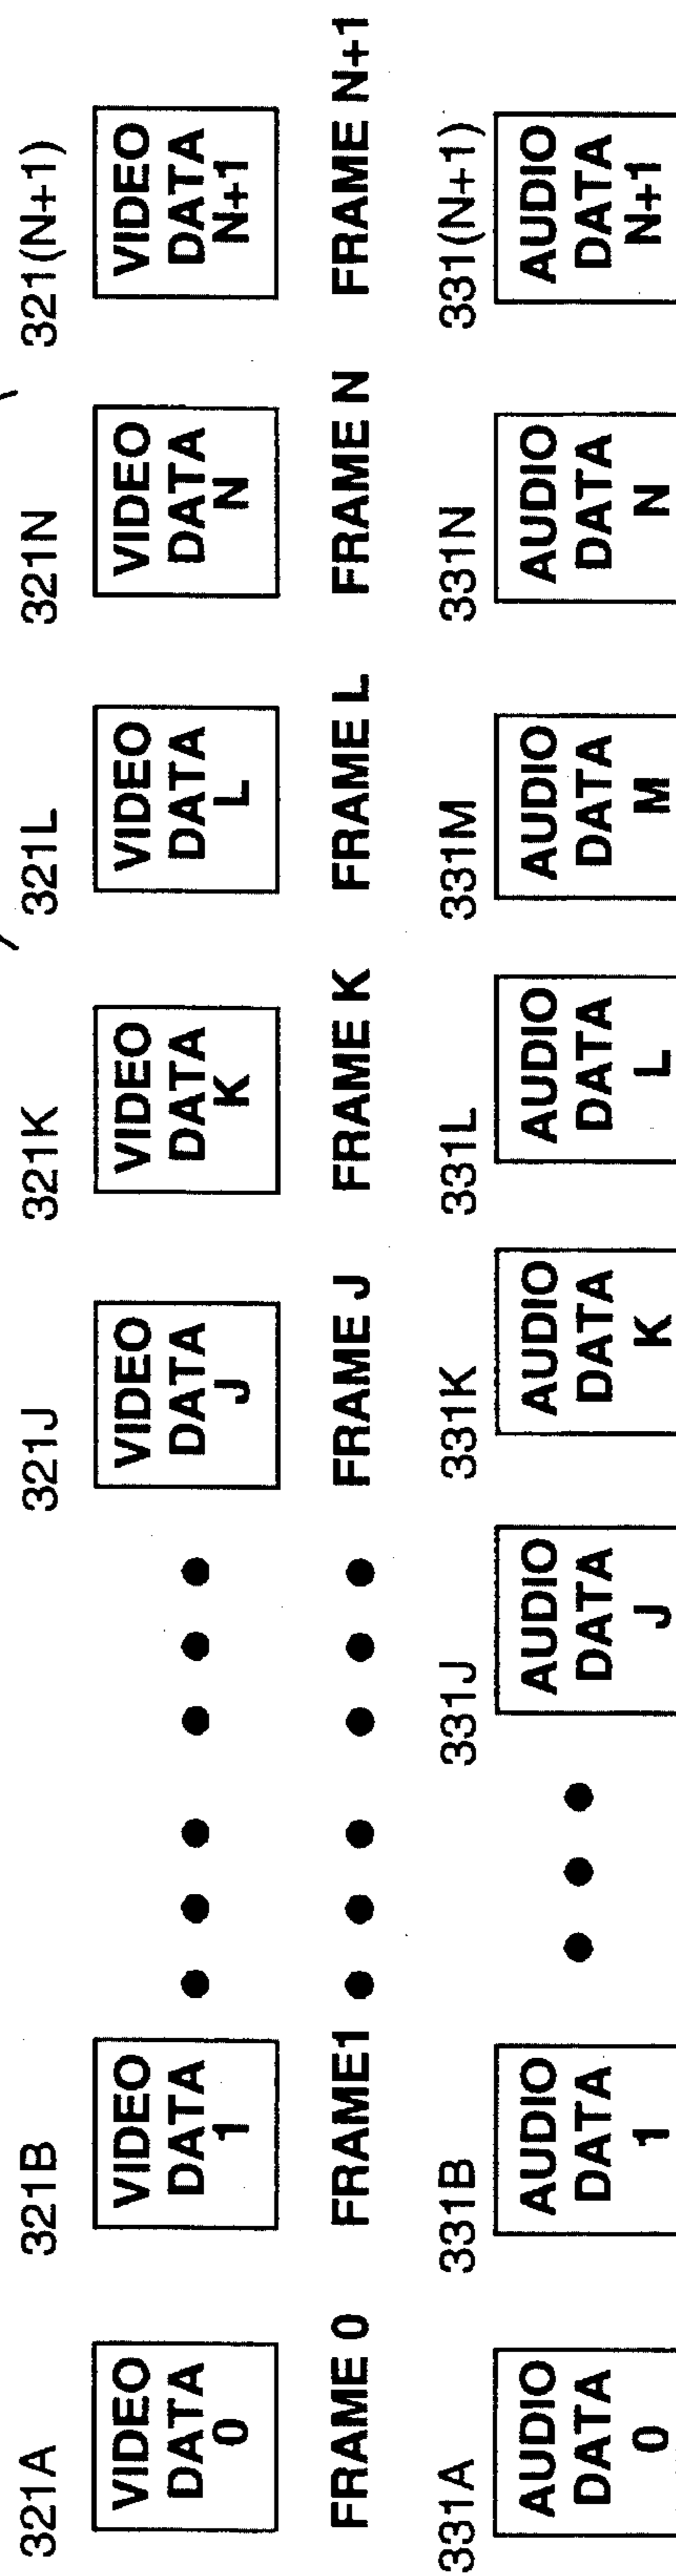 321A 321B 321J 321K 321L 321N 321(N+1)
VIDEO DATA 0
VIDEO DATA 1
VIDEO DATA J
VIDEO DATA K
VIDEO DATA L
VIDEO DATA N
VIDEO DATA N+1
FRAME 0 FRAME1 FRAME J FRAME K FRAME L FRAME N FRAME N+1
331A 331B 331J 331K 331L 331M 331N 331(N+1)
AUDIO DATA 0
AUDIO DATA 1
AUDIO DATA J
AUDIO DATA K
AUDIO DATA L
AUDIO DATA M
AUDIO DATA N
AUDIO DATA N+1